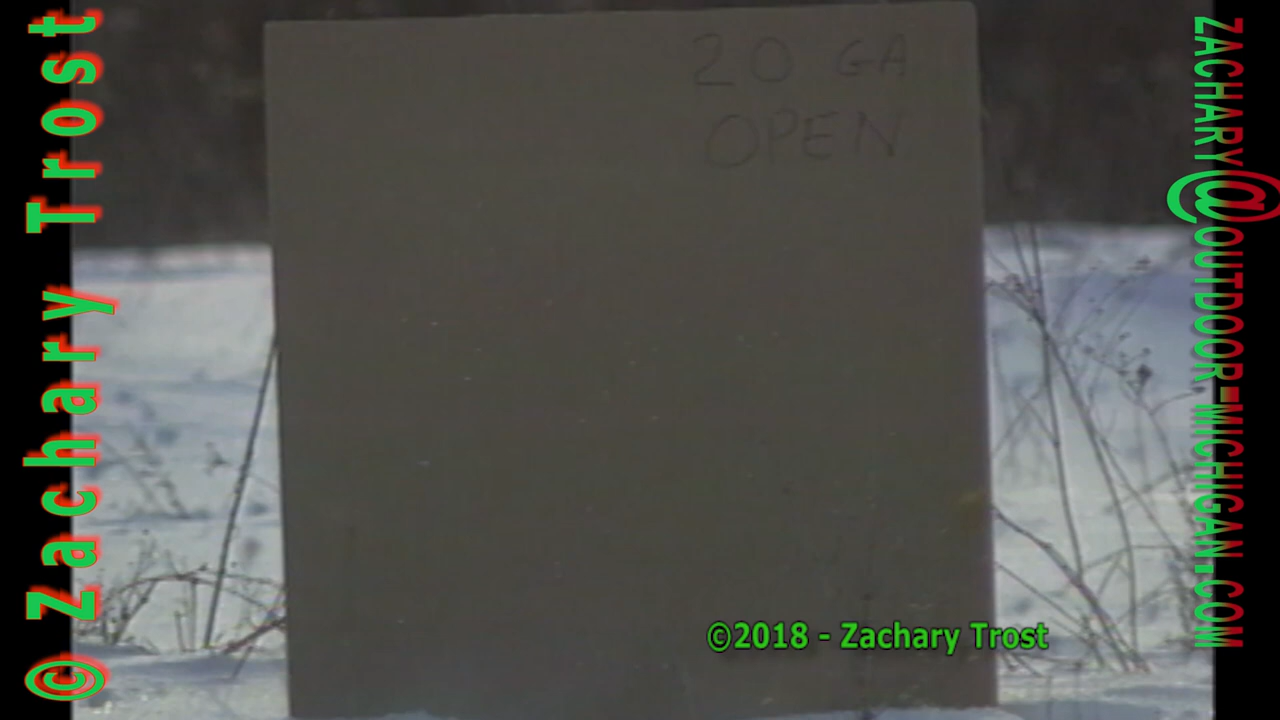 © Zachary Trost
20 GA
OPEN
ZACHARY@OUTDOOR-MICHIGAN.COM
©2018 - Zachary Trost